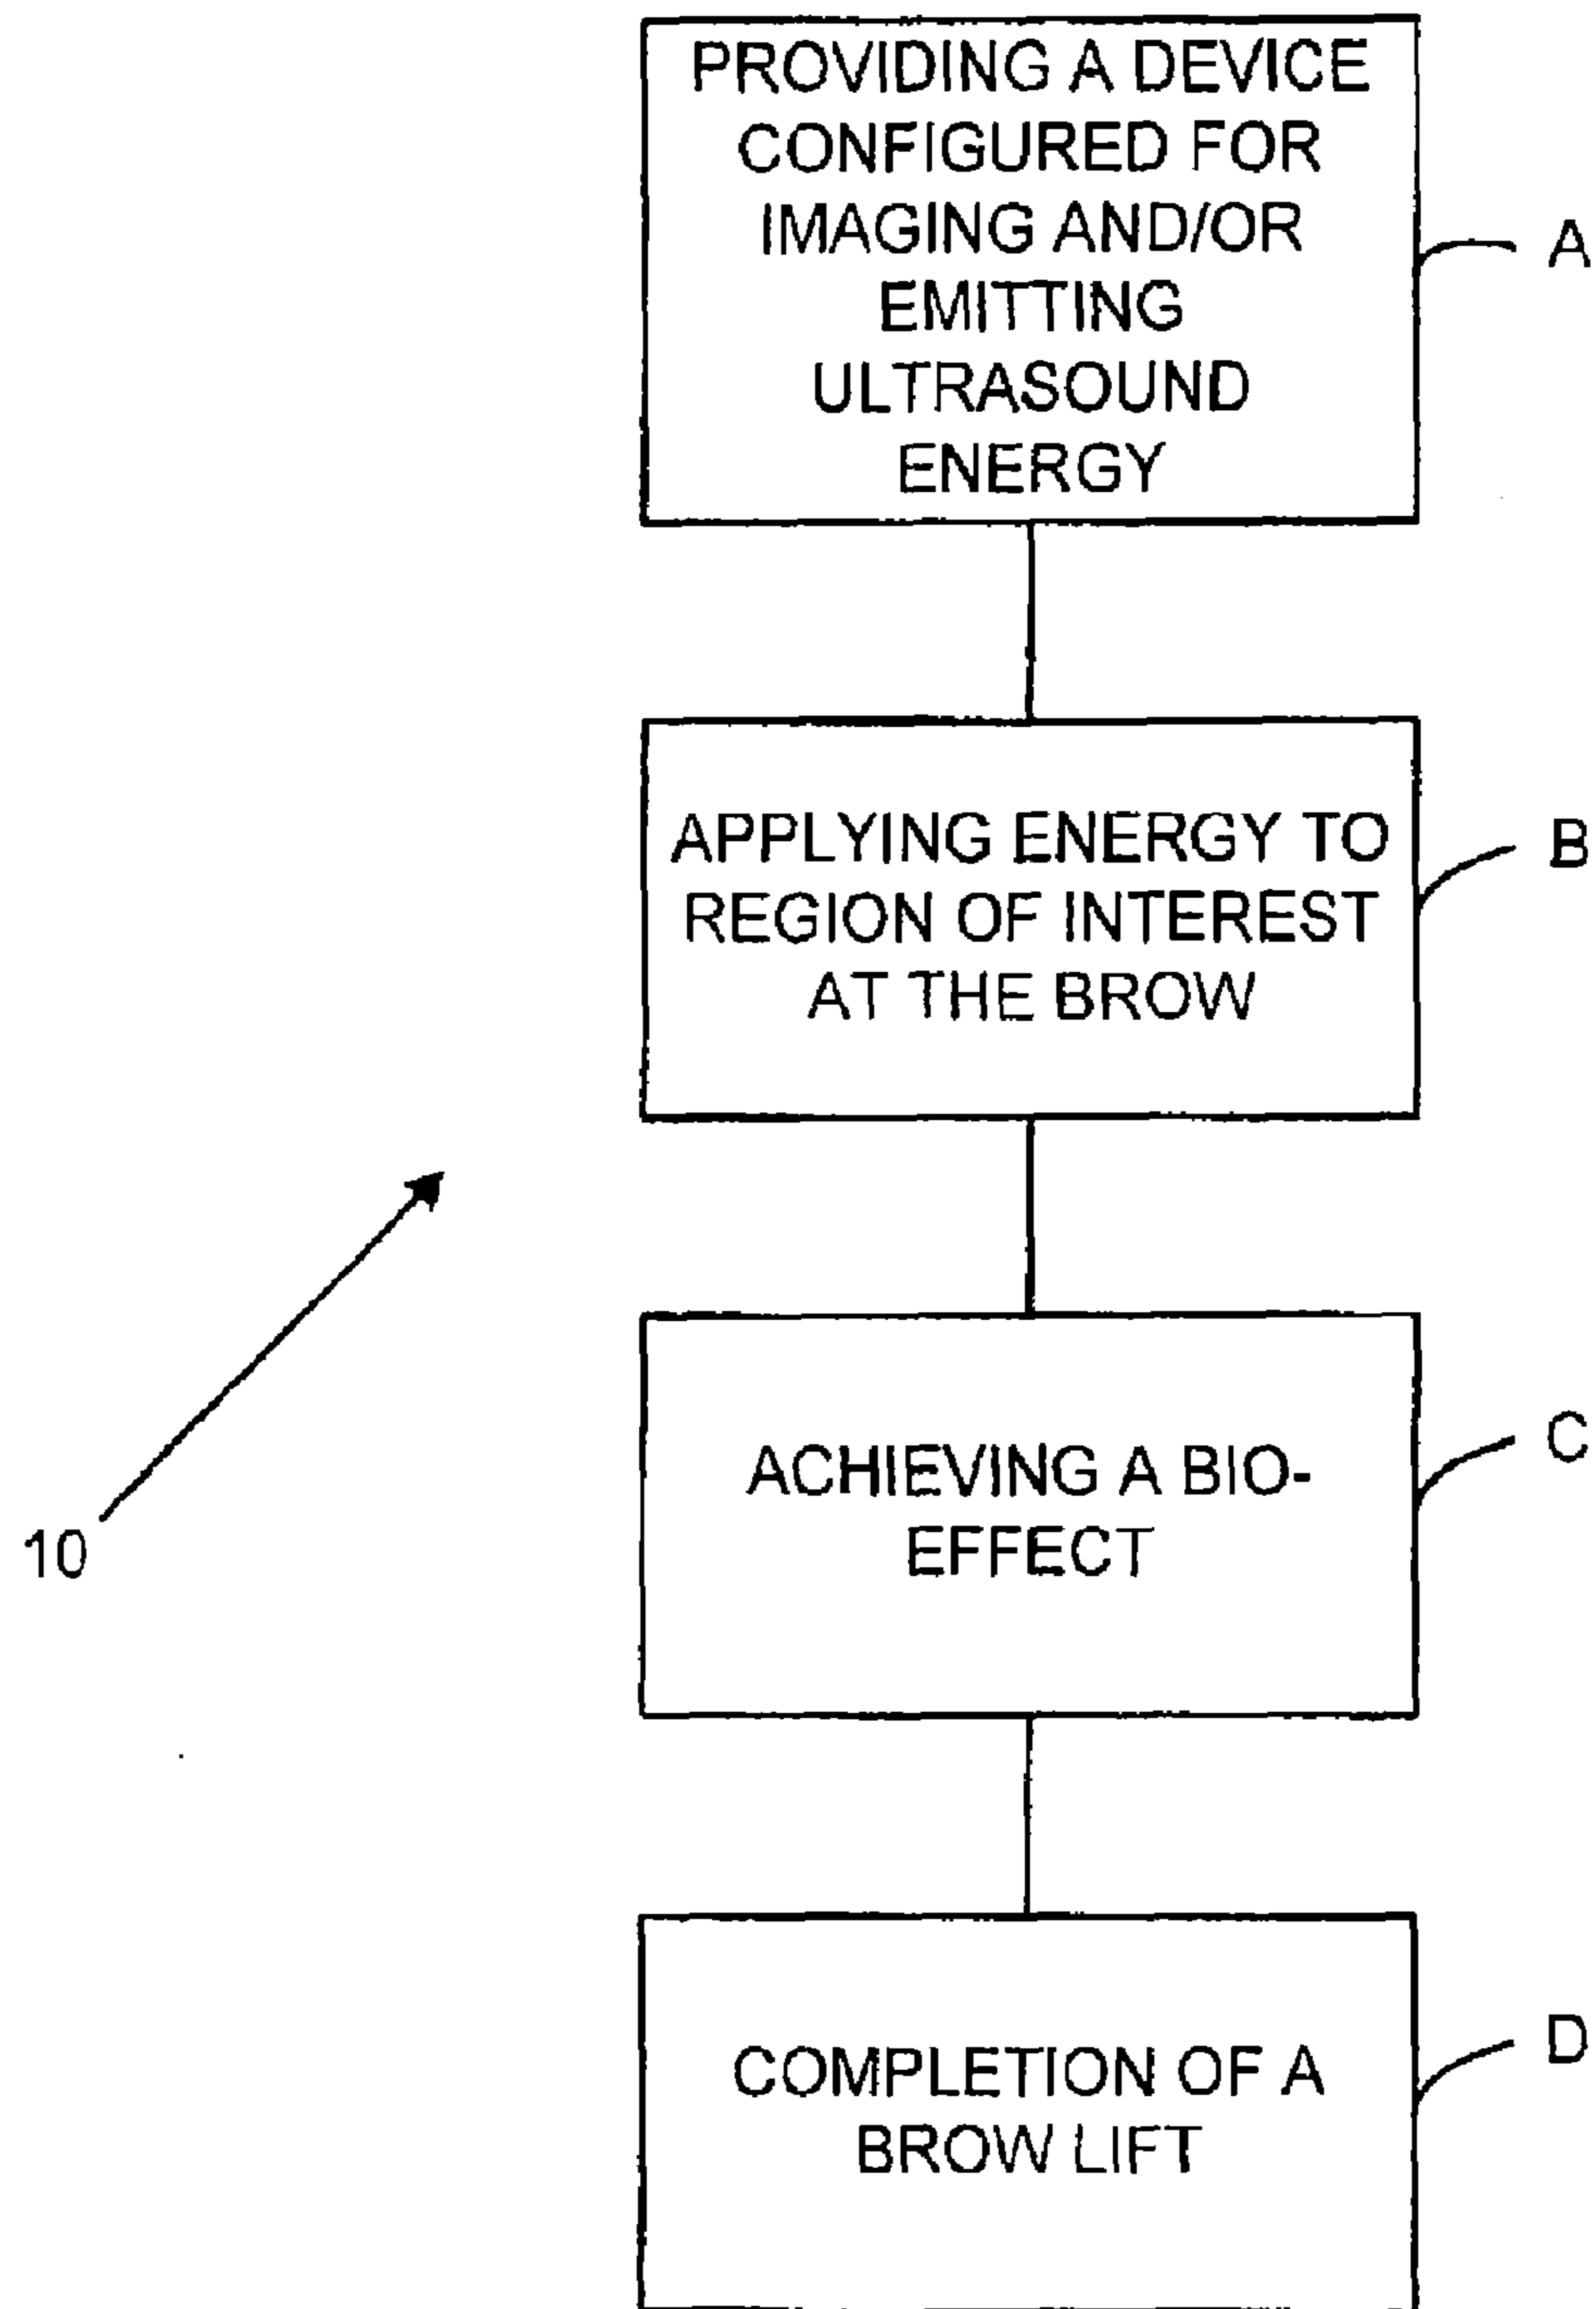 PROVIDING A DEVICE
CONFIGURED FOR
IMAGING AND/OR
EMITTING
ULTRASOUND
ENERGY
A
APPLYING ENERGY TO
REGION OF INTEREST
AT THE BROW
B
ACHIEVING A BIO-
EFFECT
C
10
COMPLETION OF A
BROW LIFT
D